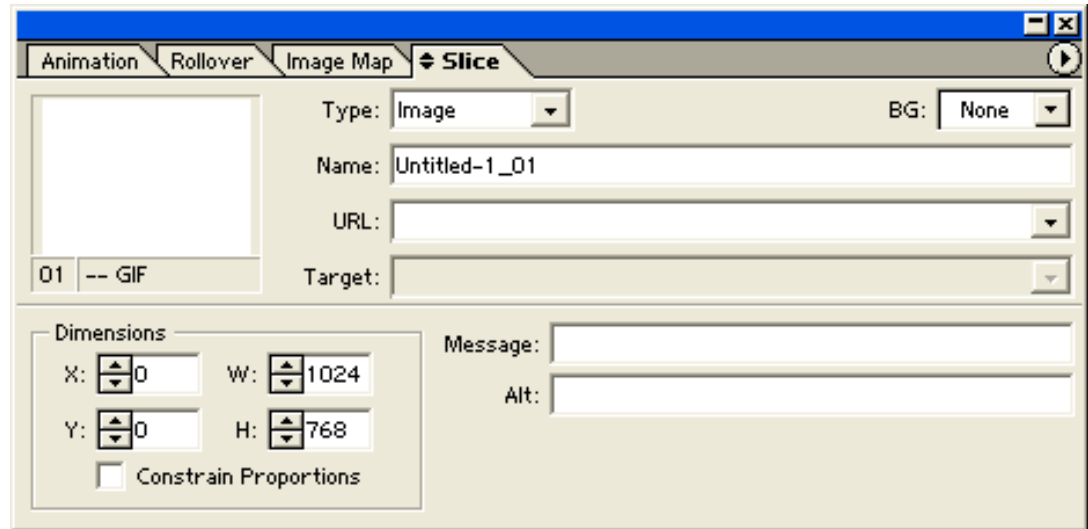 Animation Rollover Image Map Slice
Type: Image BG: None
Name: Untitled-1_01
URL:
01 -- GIF Target:
Dimensions
Message:
X: 0 W: 1024
Alt:
Y: 0 H: 768
Constrain Proportions